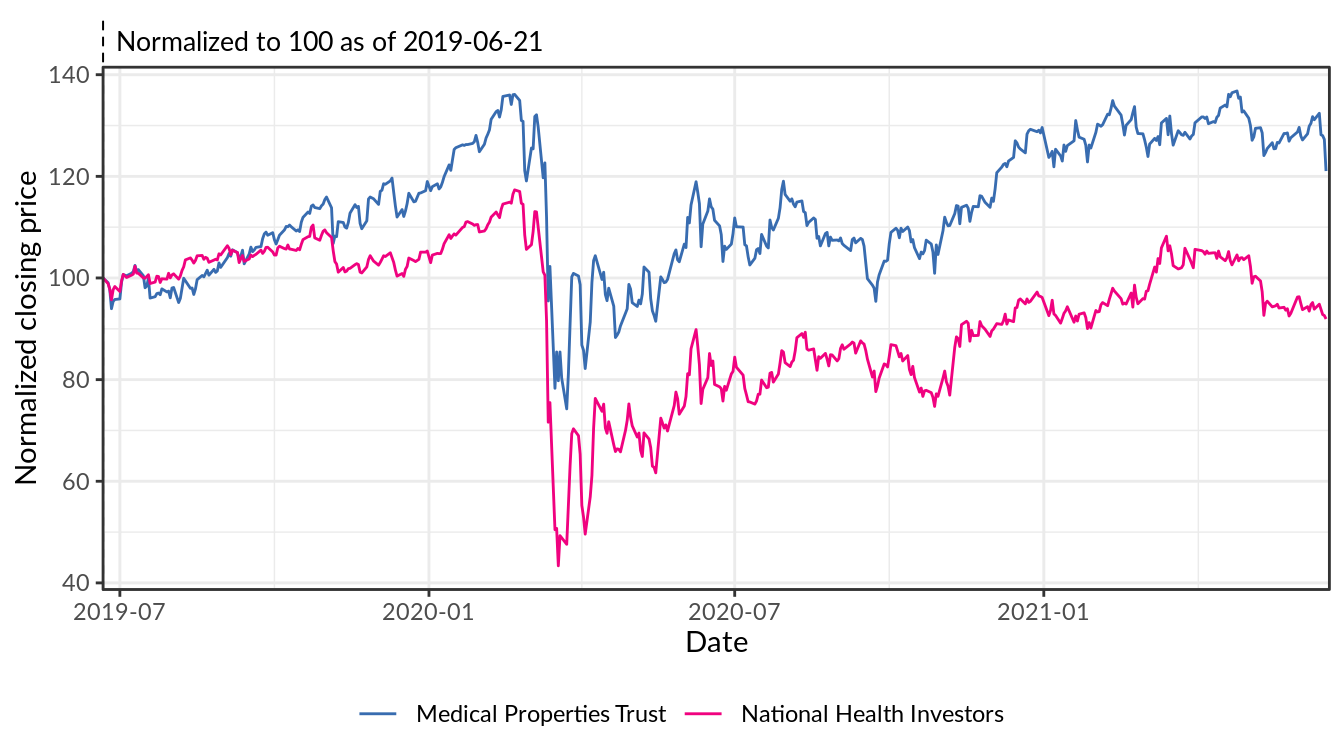 Normalized to 100 as of 2019-06-21
140
120
100
80
60
40
Normalized closing price
2019-07 2020-01 2020-07 2021-01
Date
Medical Properties Trust National Health Investors